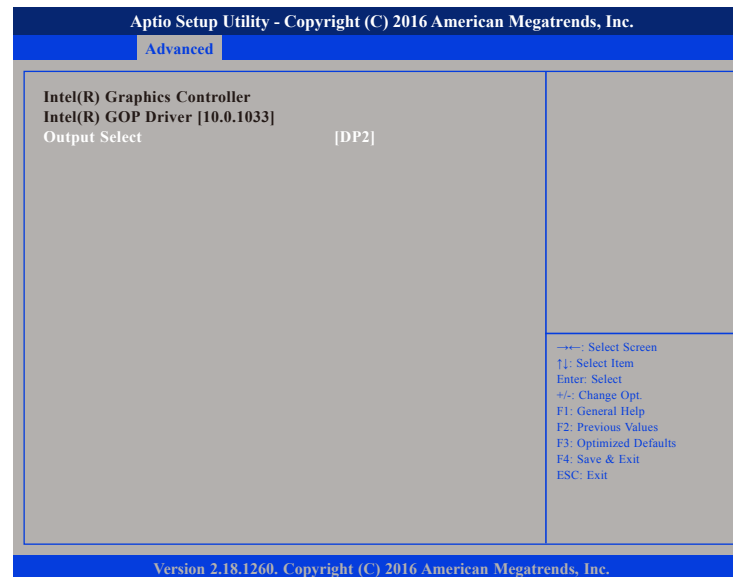 Aptio Setup Utility - Copyright (C) 2016 American Megatrends, Inc.
Advanced
Intel(R) Graphics Controller
Intel(R) GOP Driver [10.0.1033]
Output Select [DP2]
→←: Select Screen
↑↓: Select Item
Enter: Select
+/-: Change Opt.
F1: General Help
F2: Previous Values
F3: Optimized Defaults
F4: Save & Exit
ESC: Exit
Version 2.18.1260. Copyright (C) 2016 American Megatrends, Inc.